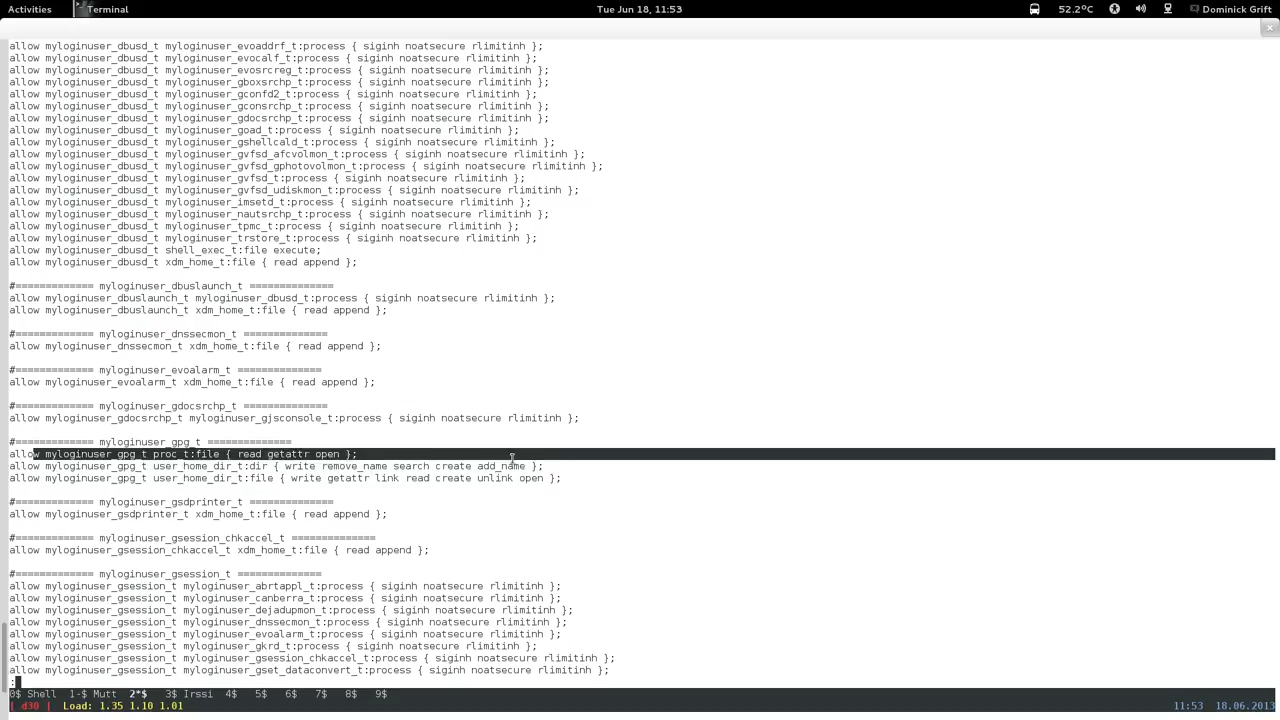 Activities Terminal Tue Jun 18, 11:53 52.2°C Dominick Grift
allow myloginuser_dbusd_t myloginuser_evoaddrf_t:process { siginh noatsecure rlimitinh };
allow myloginuser_dbusd_t myloginuser_evocalf_t:process { siginh noatsecure rlimitinh };
allow myloginuser_dbusd_t myloginuser_evosrcreg_t:process { siginh noatsecure rlimitinh };
allow myloginuser_dbusd_t myloginuser_gboxsrchp_t:process { siginh noatsecure rlimitinh };
allow myloginuser_dbusd_t myloginuser_gconfd2_t:process { siginh noatsecure rlimitinh };
allow myloginuser_dbusd_t myloginuser_gconsrchp_t:process { siginh noatsecure rlimitinh };
allow myloginuser_dbusd_t myloginuser_gdocsrchp_t:process { siginh noatsecure rlimitinh };
allow myloginuser_dbusd_t myloginuser_goad_t:process { siginh noatsecure rlimitinh };
allow myloginuser_dbusd_t myloginuser_gshellcald_t:process { siginh noatsecure rlimitinh };
allow myloginuser_dbusd_t myloginuser_gvfsd_afcvolmon_t:process { siginh noatsecure rlimitinh };
allow myloginuser_dbusd_t myloginuser_gvfsd_gphotovolmon_t:process { siginh noatsecure rlimitinh };
allow myloginuser_dbusd_t myloginuser_gvfsd_t:process { siginh noatsecure rlimitinh };
allow myloginuser_dbusd_t myloginuser_gvfsd_udiskmon_t:process { siginh noatsecure rlimitinh };
allow myloginuser_dbusd_t myloginuser_imsetd_t:process { siginh noatsecure rlimitinh };
allow myloginuser_dbusd_t myloginuser_nautsrchp_t:process { siginh noatsecure rlimitinh };
allow myloginuser_dbusd_t myloginuser_tpmc_t:process { siginh noatsecure rlimitinh };
allow myloginuser_dbusd_t myloginuser_trstore_t:process { siginh noatsecure rlimitinh };
allow myloginuser_dbusd_t shell_exec_t:file execute;
allow myloginuser_dbusd_t xdm_home_t:file { read append };
#============= myloginuser_dbuslaunch_t ==============
allow myloginuser_dbuslaunch_t myloginuser_dbusd_t:process { siginh noatsecure rlimitinh };
allow myloginuser_dbuslaunch_t xdm_home_t:file { read append };
#============= myloginuser_dnssecmon_t ==============
allow myloginuser_dnssecmon_t xdm_home_t:file { read append };
#============= myloginuser_evoalarm_t ==============
allow myloginuser_evoalarm_t xdm_home_t:file { read append };
#============= myloginuser_gdocsrchp_t ==============
allow myloginuser_gdocsrchp_t myloginuser_gjsconsole_t:process { siginh noatsecure rlimitinh };
#============= myloginuser_gpg_t ==============
allow myloginuser_gpg_t proc_t:file { read getattr open };
allow myloginuser_gpg_t user_home_dir_t:dir { write remove_name search create add_name };
allow myloginuser_gpg_t user_home_dir_t:file { write getattr link read create unlink open };
#============= myloginuser_gsdprinter_t ==============
allow myloginuser_gsdprinter_t xdm_home_t:file { read append };
#============= myloginuser_gsession_chkaccel_t ==============
allow myloginuser_gsession_chkaccel_t xdm_home_t:file { read append };
#============= myloginuser_gsession_t ==============
allow myloginuser_gsession_t myloginuser_abrtappl_t:process { siginh noatsecure rlimitinh };
allow myloginuser_gsession_t myloginuser_canberra_t:process { siginh noatsecure rlimitinh };
allow myloginuser_gsession_t myloginuser_dejadupmon_t:process { siginh noatsecure rlimitinh };
allow myloginuser_gsession_t myloginuser_dnssecmon_t:process { siginh noatsecure rlimitinh };
allow myloginuser_gsession_t myloginuser_evoalarm_t:process { siginh noatsecure rlimitinh };
allow myloginuser_gsession_t myloginuser_gkrd_t:process { siginh noatsecure rlimitinh };
allow myloginuser_gsession_t myloginuser_gsession_chkaccel_t:process { siginh noatsecure rlimitinh };
allow myloginuser_gsession_t myloginuser_gset_dataconvert_t:process { siginh noatsecure rlimitinh };
:
0$ Shell 1-$ Mutt 2*$ 3$ Irssi 4$ 5$ 6$ 7$ 8$ 9$
| d30 | Load: 1.35 1.10 1.01 11:53 18.06.2013